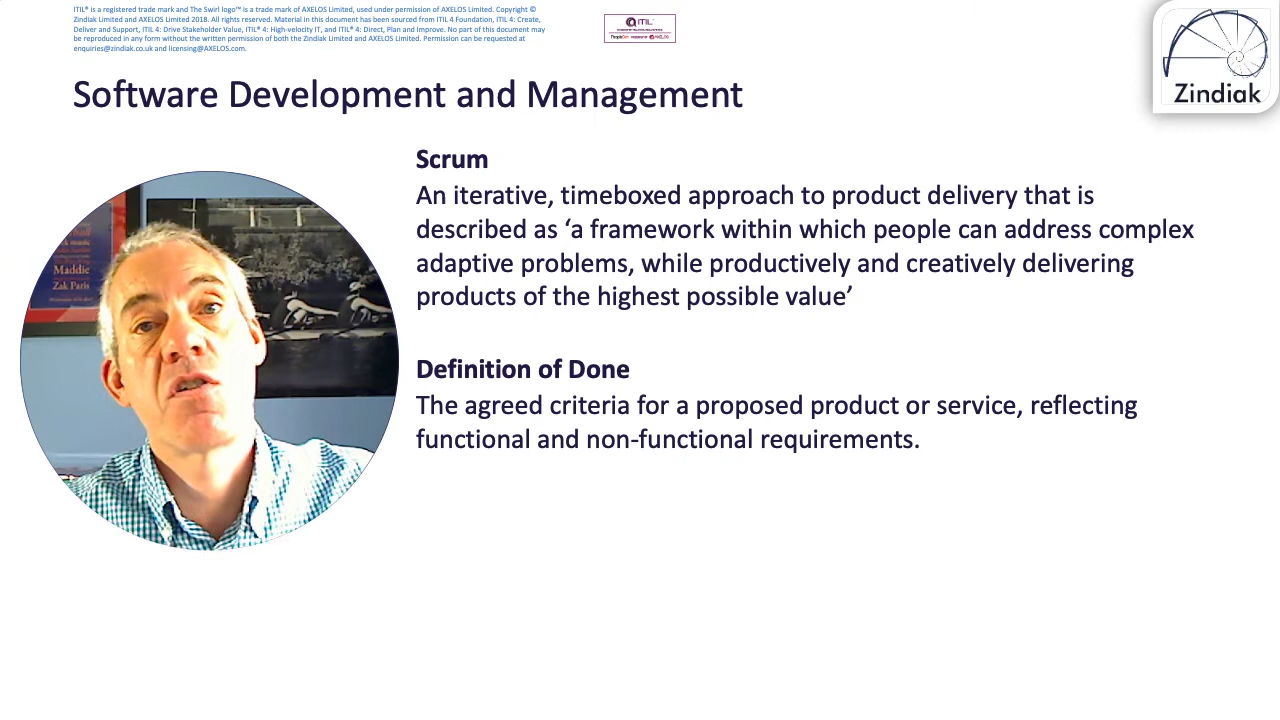 ITIL® is a registered trade mark and The Swirl logo™ is a trade mark of AXELOS Limited, used under permission of AXELOS Limited. Copyright ©
Zindiak Limited and AXELOS Limited 2018. All rights reserved. Material in this document has been sourced from ITIL 4 Foundation, ITIL 4: Create,
Deliver and Support, ITIL 4: Drive Stakeholder Value, ITIL® 4: High-velocity IT, and ITIL® 4: Direct, Plan and Improve. No part of this document may
be reproduced in any form without the written permission of both the Zindiak Limited and AXELOS Limited. Permission can be requested at
enquiries@zindiak.co.uk and licensing@AXELOS.com.
ITIL
AXELOS
Zindiak
Software Development and Management
Scrum
An iterative, timeboxed approach to product delivery that is
described as ‘a framework within which people can address complex
adaptive problems, while productively and creatively delivering
products of the highest possible value’
Maddie
Zak Paris
Definition of Done
The agreed criteria for a proposed product or service, reflecting
functional and non-functional requirements.